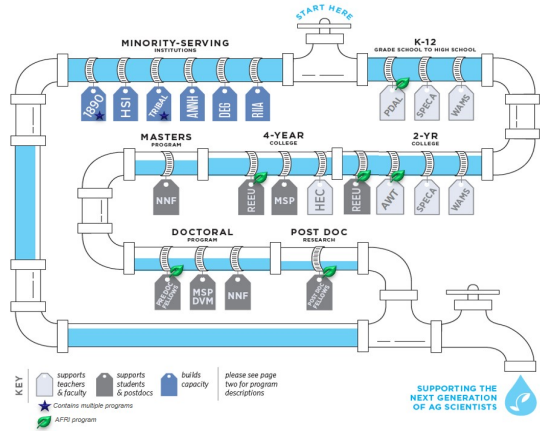 START HERE
MINORITY-SERVING
INSTITUTIONS
K-12
GRADE SCHOOL TO HIGH SCHOOL
1890
HSI
TRIBAL
ANNH
DEG
RIIA
PDAL
SPECA
WAMS
MASTERS
PROGRAM
4-YEAR
COLLEGE
2-YR
COLLEGE
NNF
REEU
MSP
HEC
REEU
AWT
SPECA
WAMS
DOCTORAL
PROGRAM
POST DOC
RESEARCH
PRE DOC
FELLOWS
MSP
DVM
NNF
POST DOC
FELLOWS
KEY
supports
teachers
& faculty
supports
students
& postdocs
builds
capacity
please see page
two for program
descriptions
Contains multiple programs
AFRI program
SUPPORTING THE
NEXT GENERATION
OF AG SCIENTISTS